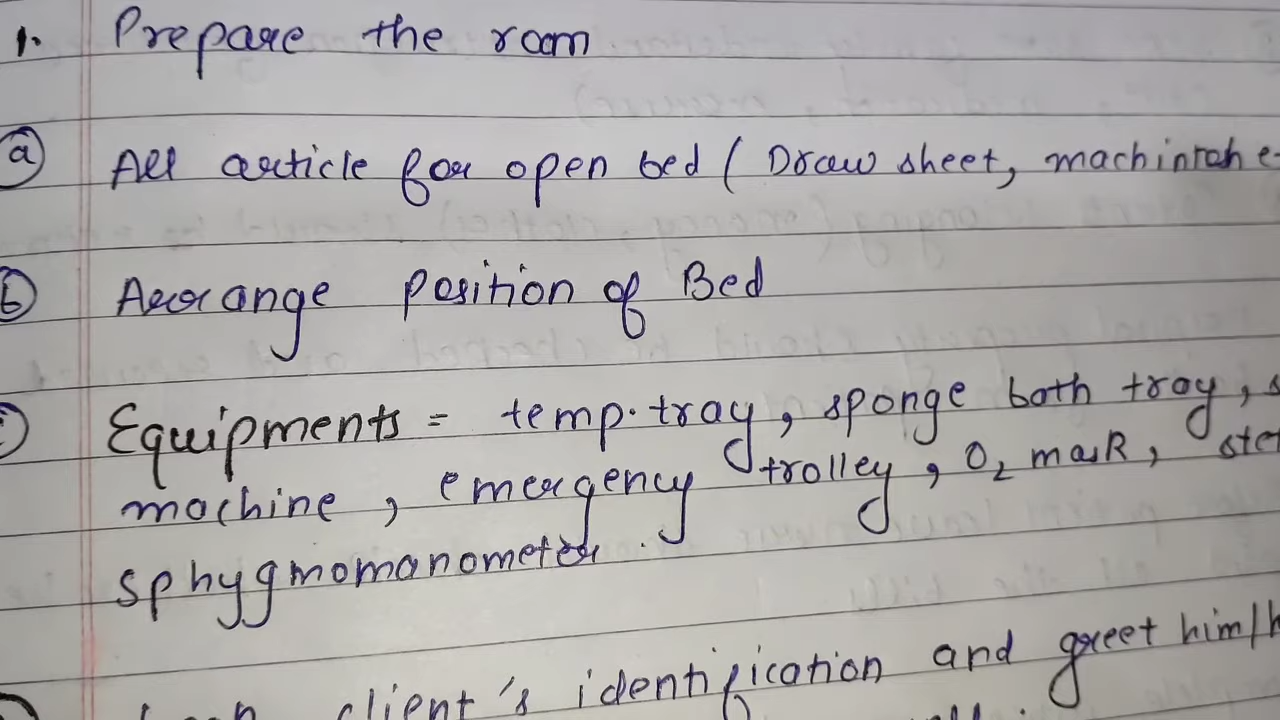 1. Prepare the room
(a) All article for open bed ( Draw sheet, machintoh e-
(b) Arrange position of Bed
Equipments = temp. tray, sponge both tray,
machine, emergency trolley, O₂ mask,
sphygmomanometer.
client's identification and greet him/h